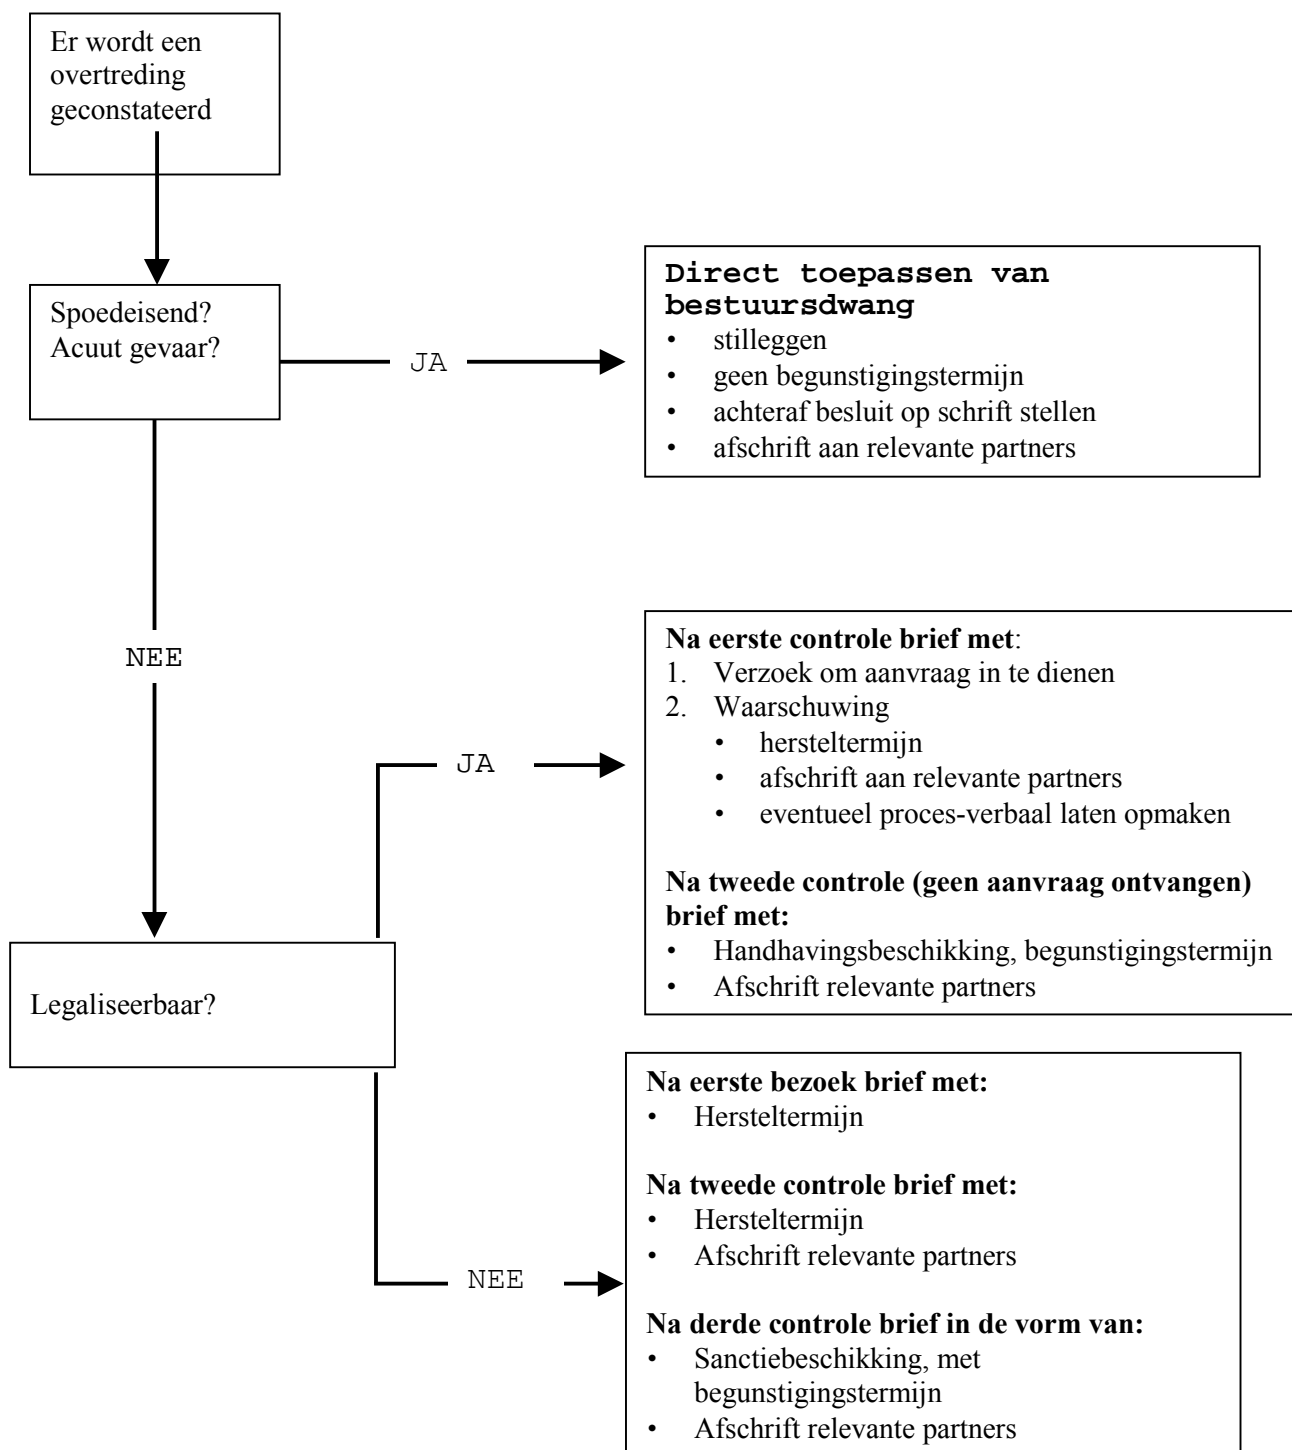 Er wordt een
overtreding
geconstateerd
Spoedeisend?
Acuut gevaar?
JA
Direct toepassen van
bestuursdwang
• stilleggen
• geen begunstigingstermijn
• achteraf besluit op schrift stellen
• afschrift aan relevante partners
NEE
Legaliseerbaar?
JA
Na eerste controle brief met:
1. Verzoek om aanvraag in te dienen
2. Waarschuwing
• hersteltermijn
• afschrift aan relevante partners
• eventueel proces-verbaal laten opmaken
Na tweede controle (geen aanvraag ontvangen)
brief met:
• Handhavingsbeschikking, begunstigingstermijn
• Afschrift relevante partners
NEE
Na eerste bezoek brief met:
• Hersteltermijn
Na tweede controle brief met:
• Hersteltermijn
• Afschrift relevante partners
Na derde controle brief in de vorm van:
• Sanctiebeschikking, met
begunstigingstermijn
• Afschrift relevante partners